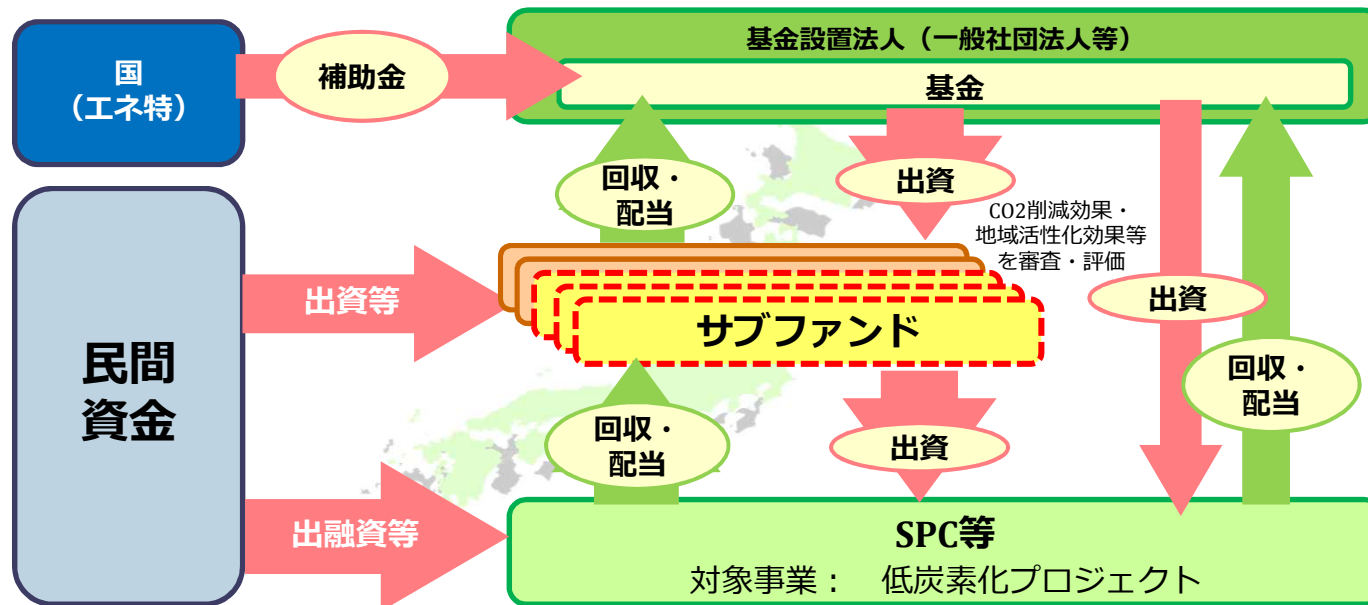 国
（エネ特）
補助金
基金設置法人（一般社団法人等）
基金
回収・
配当
出資
CO2削減効果・
地域活性化効果等
を審査・評価
民間
資金
出資等
サブファンド
出資
回収・
配当
回収・
配当
出資
出融資等
SPC等
対象事業：　低炭素化プロジェクト